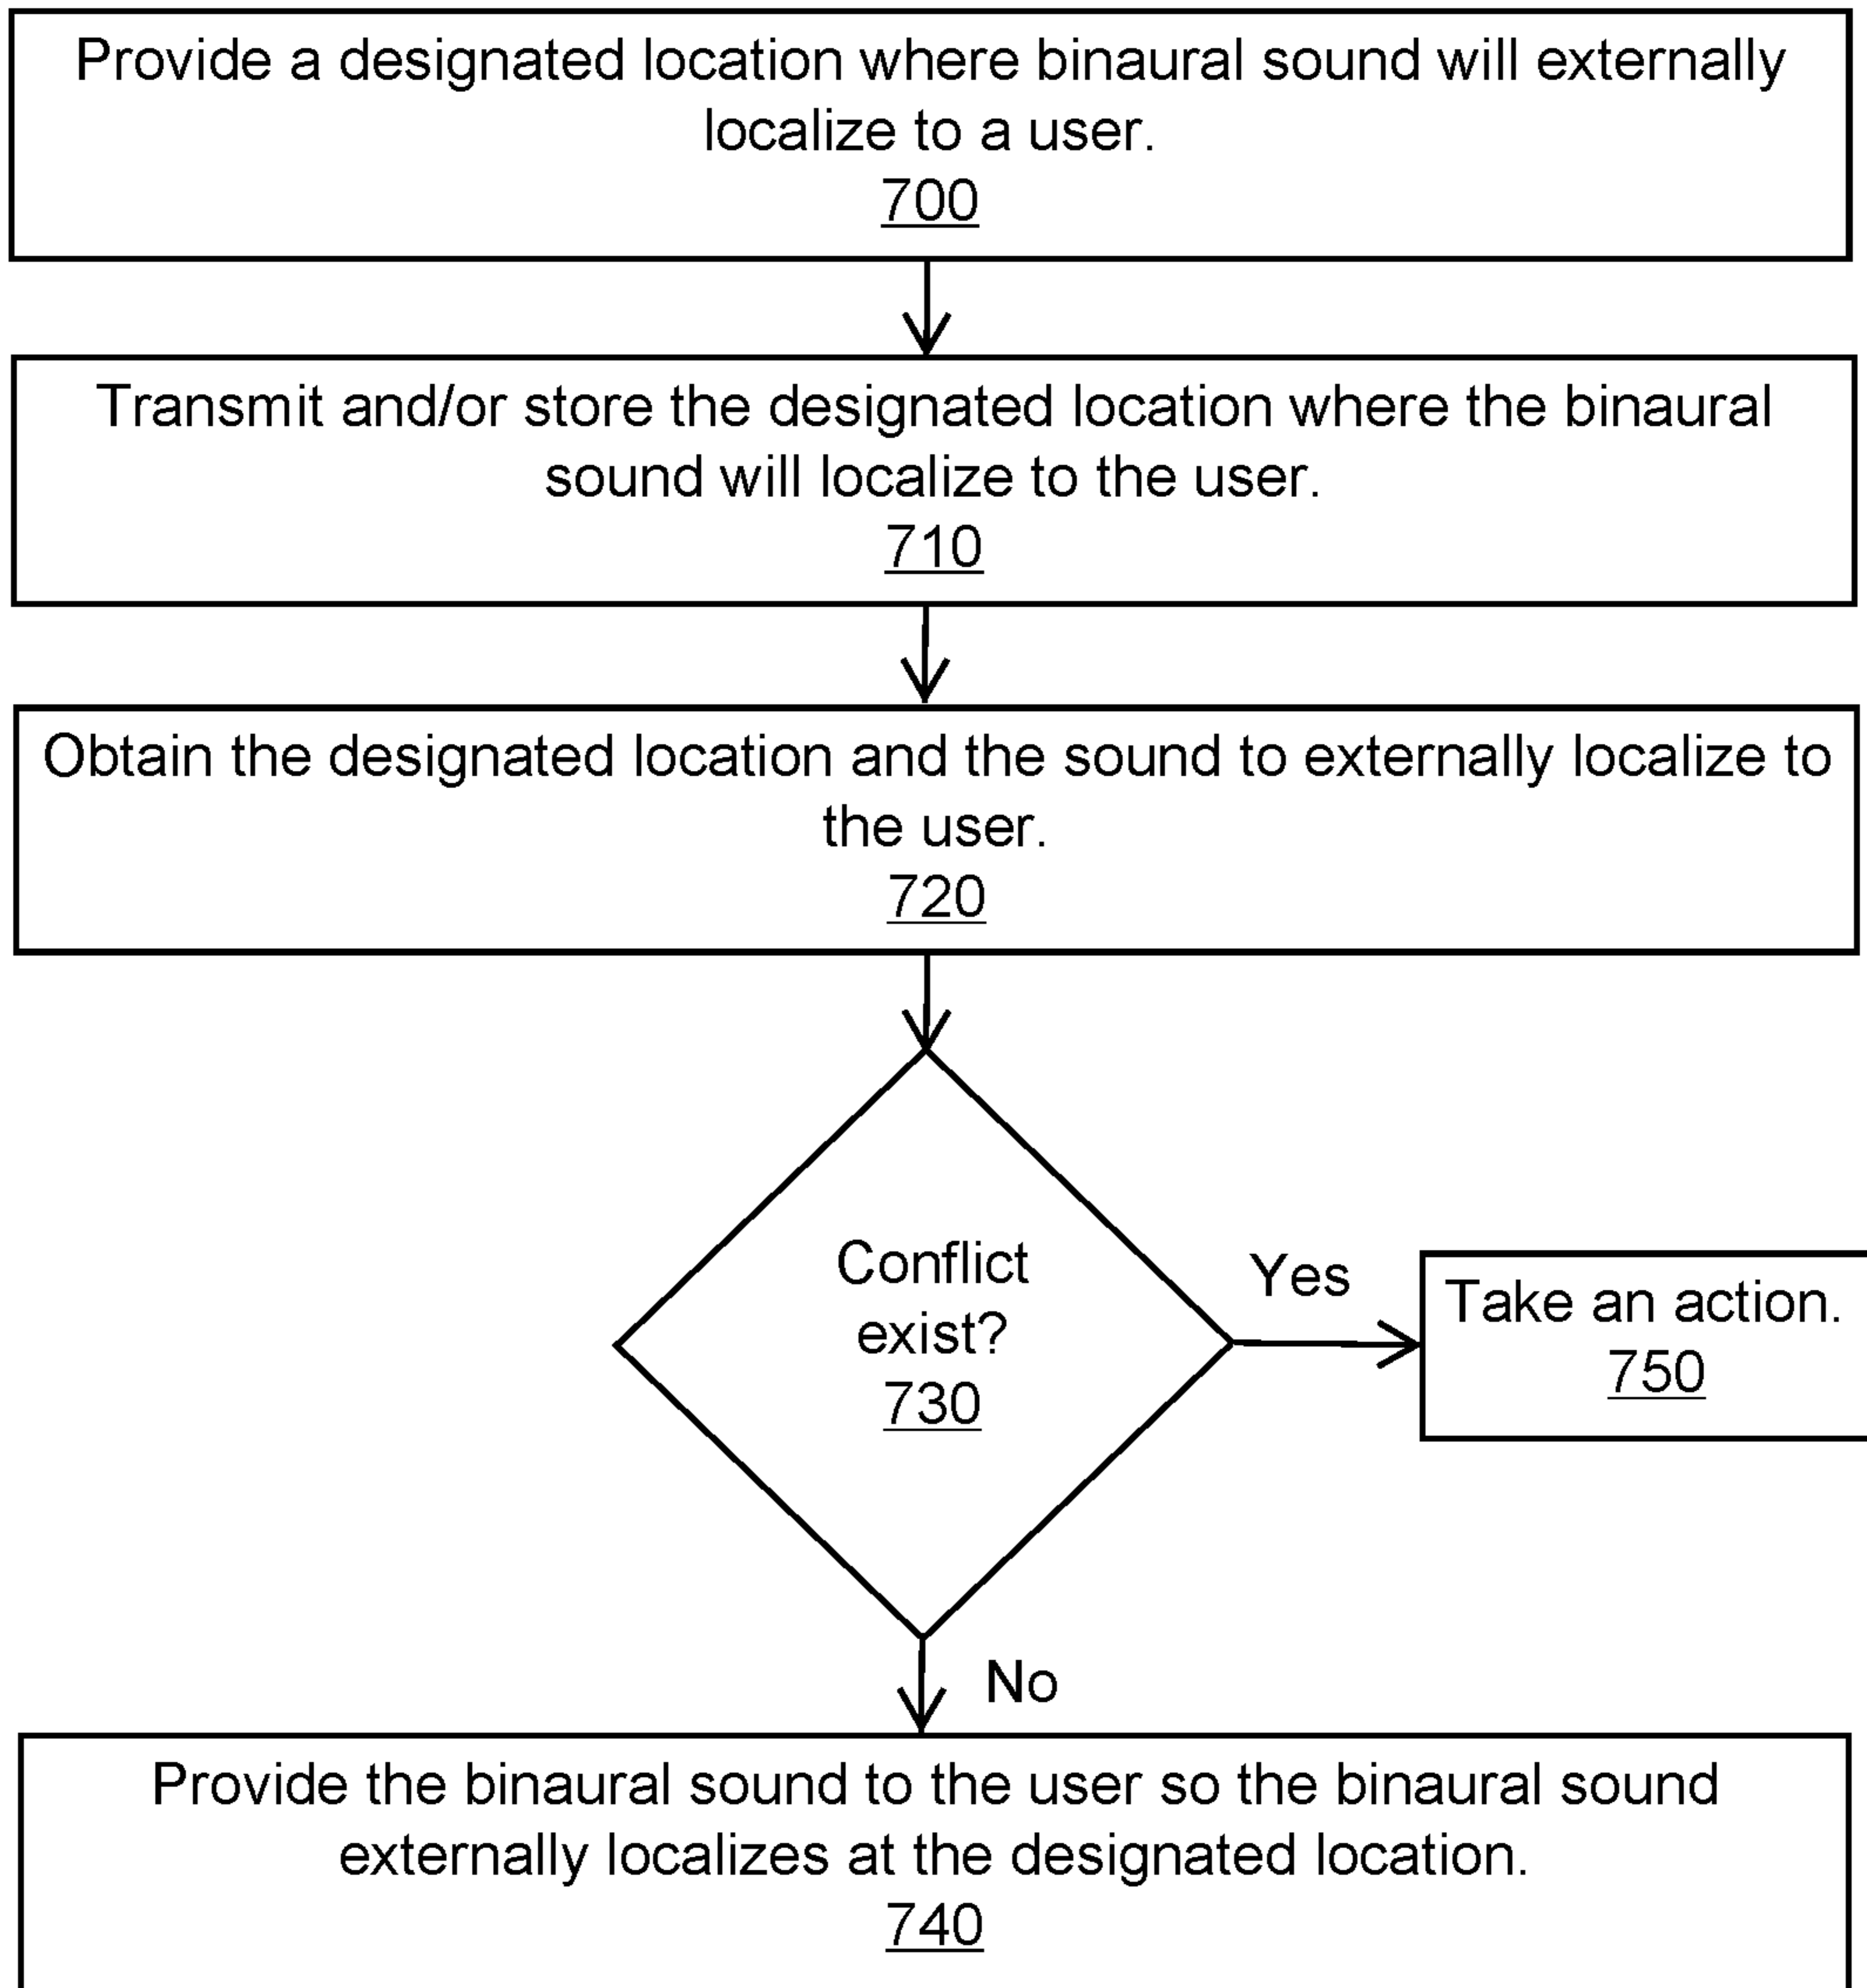 Provide a designated location where binaural sound will externally
localize to a user.
700
Transmit and/or store the designated location where the binaural
sound will localize to the user.
710
Obtain the designated location and the sound to externally localize to
the user.
720
Conflict
exist?
730
Yes
Take an action.
750
No
Provide the binaural sound to the user so the binaural sound
externally localizes at the designated location.
740